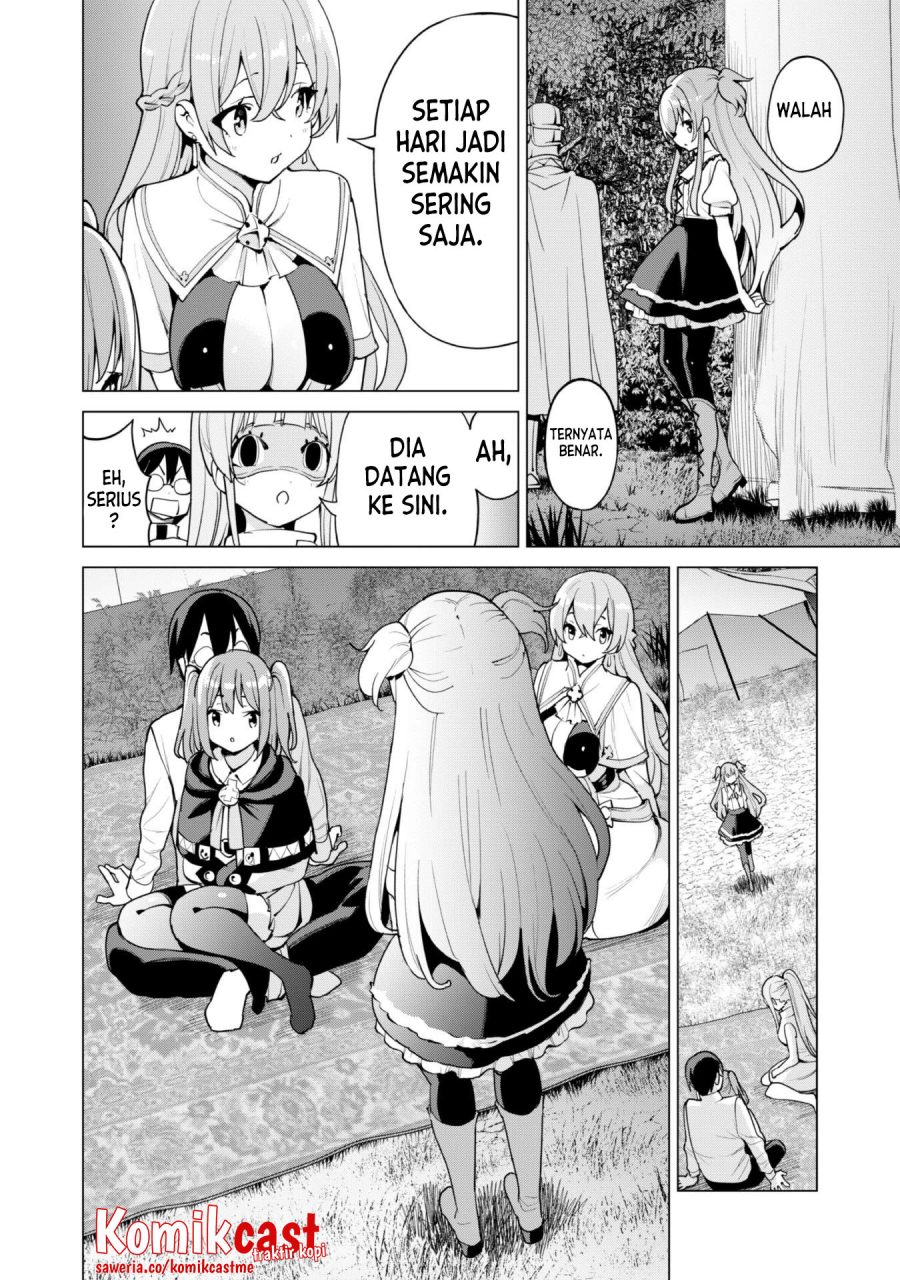 WALAH
TERNYATA
BENAR.
SETIAP
HARI JADI
SEMAKIN
SERING
SAJA.
AH,
DIA
DATANG
KE SINI.
EH,
SERIUS
?
Komikcast
traktir kopi
saweria.co/komikcastme